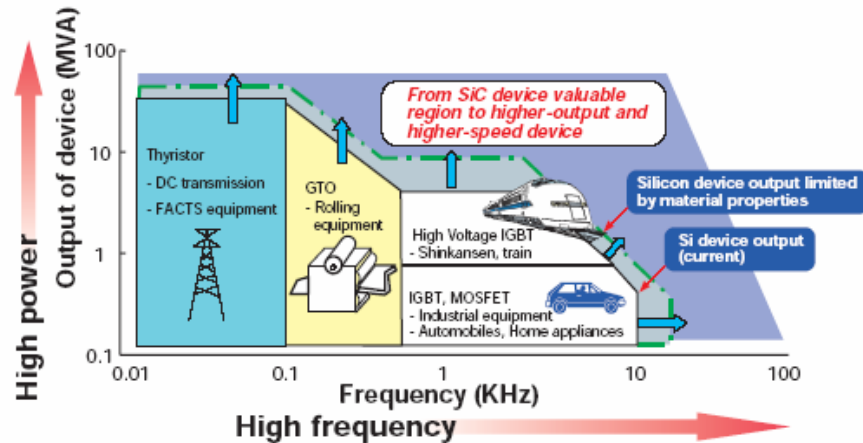 High power
Output of device (MVA)
100
10
1
0.1
From SiC device valuable
region to higher-output and
higher-speed device
Thyristor
- DC transmission
- FACTS equipment
GTO
- Rolling
equipment
High Voltage IGBT
- Shinkansen, train
IGBT, MOSFET
- Industrial equipment
- Automobiles, Home appliances
Silicon device output limited
by material properties
Si device output
(current)
0.01
0.1
1
10
100
Frequency (KHz)
High frequency